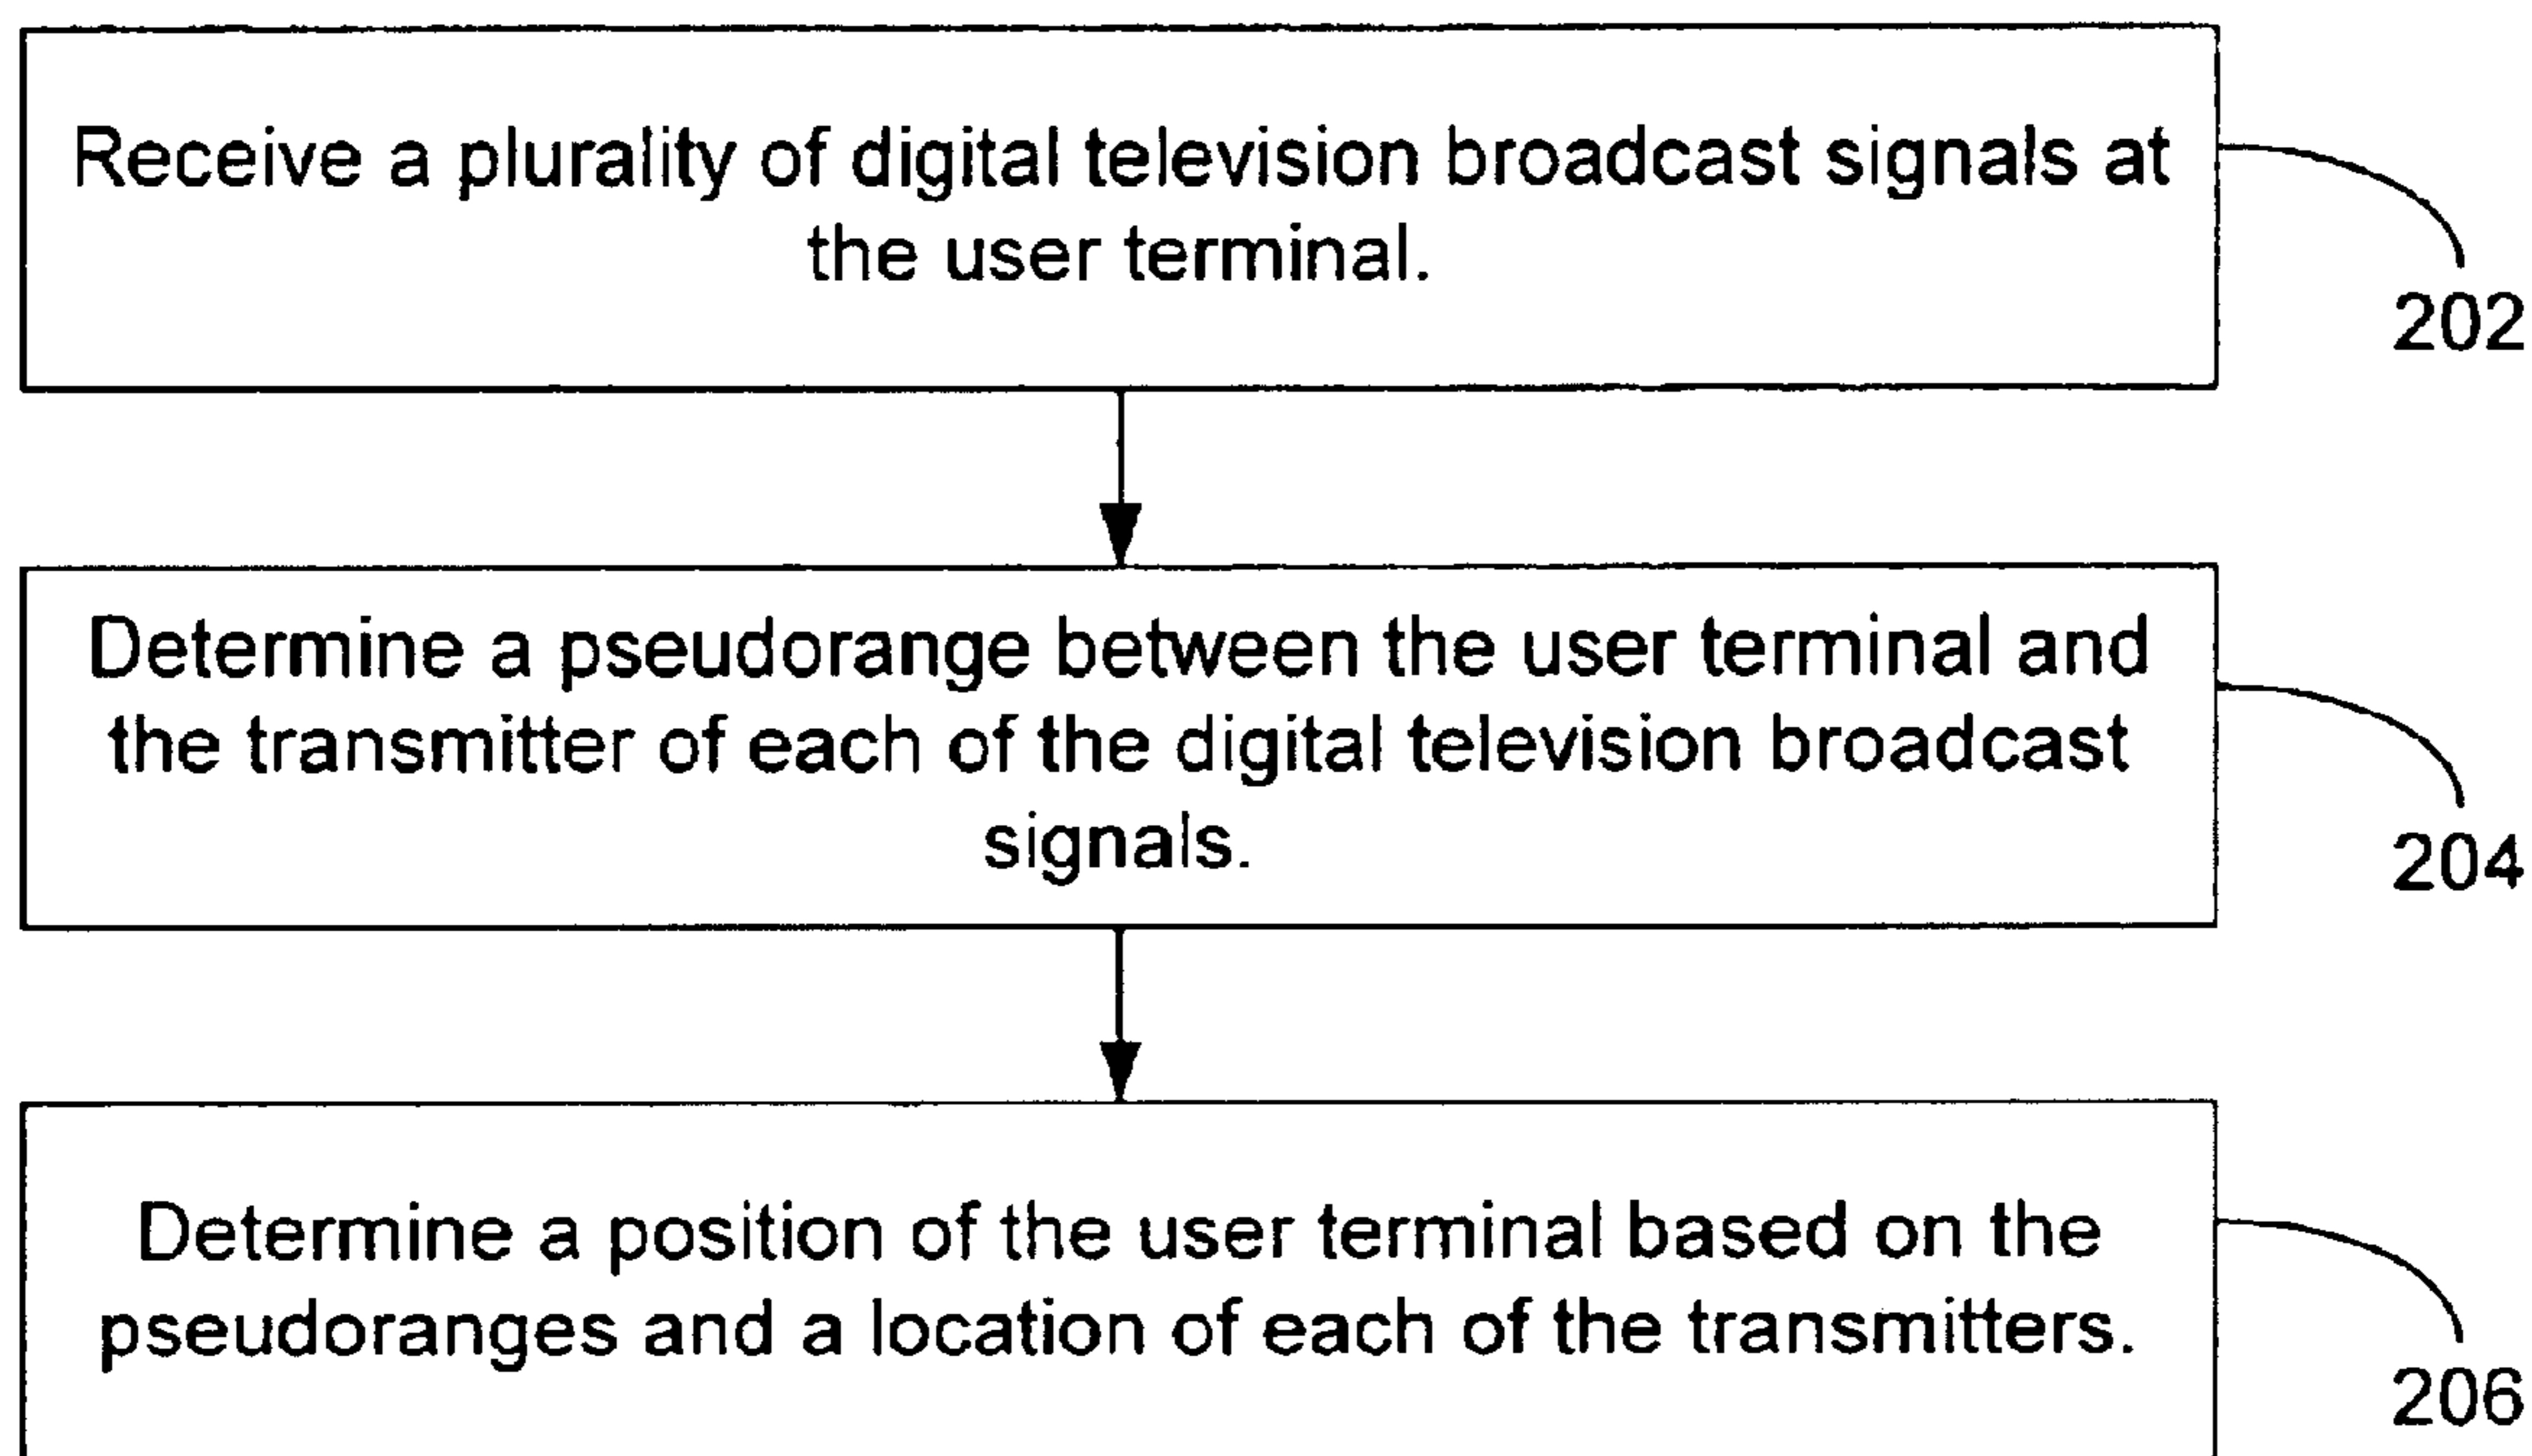 Receive a plurality of digital television broadcast signals at
the user terminal.
202
Determine a pseudorange between the user terminal and
the transmitter of each of the digital television broadcast
signals.
204
Determine a position of the user terminal based on the
pseudoranges and a location of each of the transmitters.
206